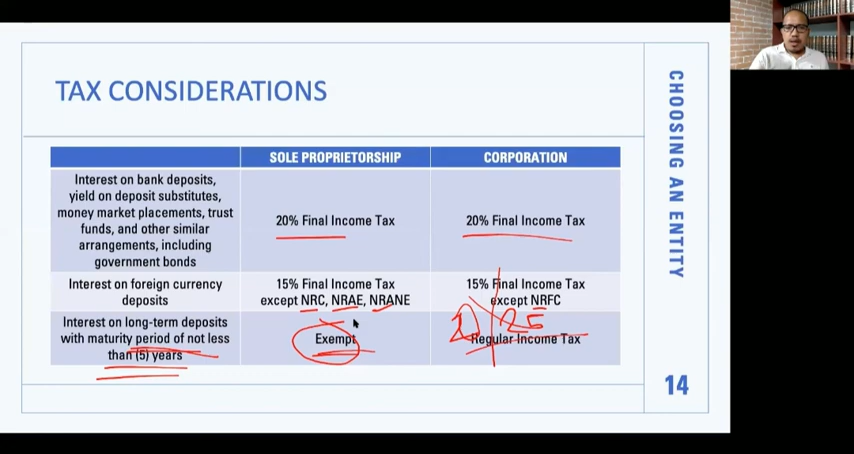 TAX CONSIDERATIONS
SOLE PROPRIETORSHIP
CORPORATION
Interest on bank deposits,
yield on deposit substitutes,
money market placements, trust
funds, and other similar
arrangements, including
government bonds
20% Final Income Tax
20% Final Income Tax
Interest on foreign currency
deposits
15% Final Income Tax
except NRC, NRAE, NRANE
15% Final Income Tax
except NRFC
Interest on long-term deposits
with maturity period of not less
than (5) years
Exempt
25
Regular Income Tax
CHOOSING AN ENTITY
14